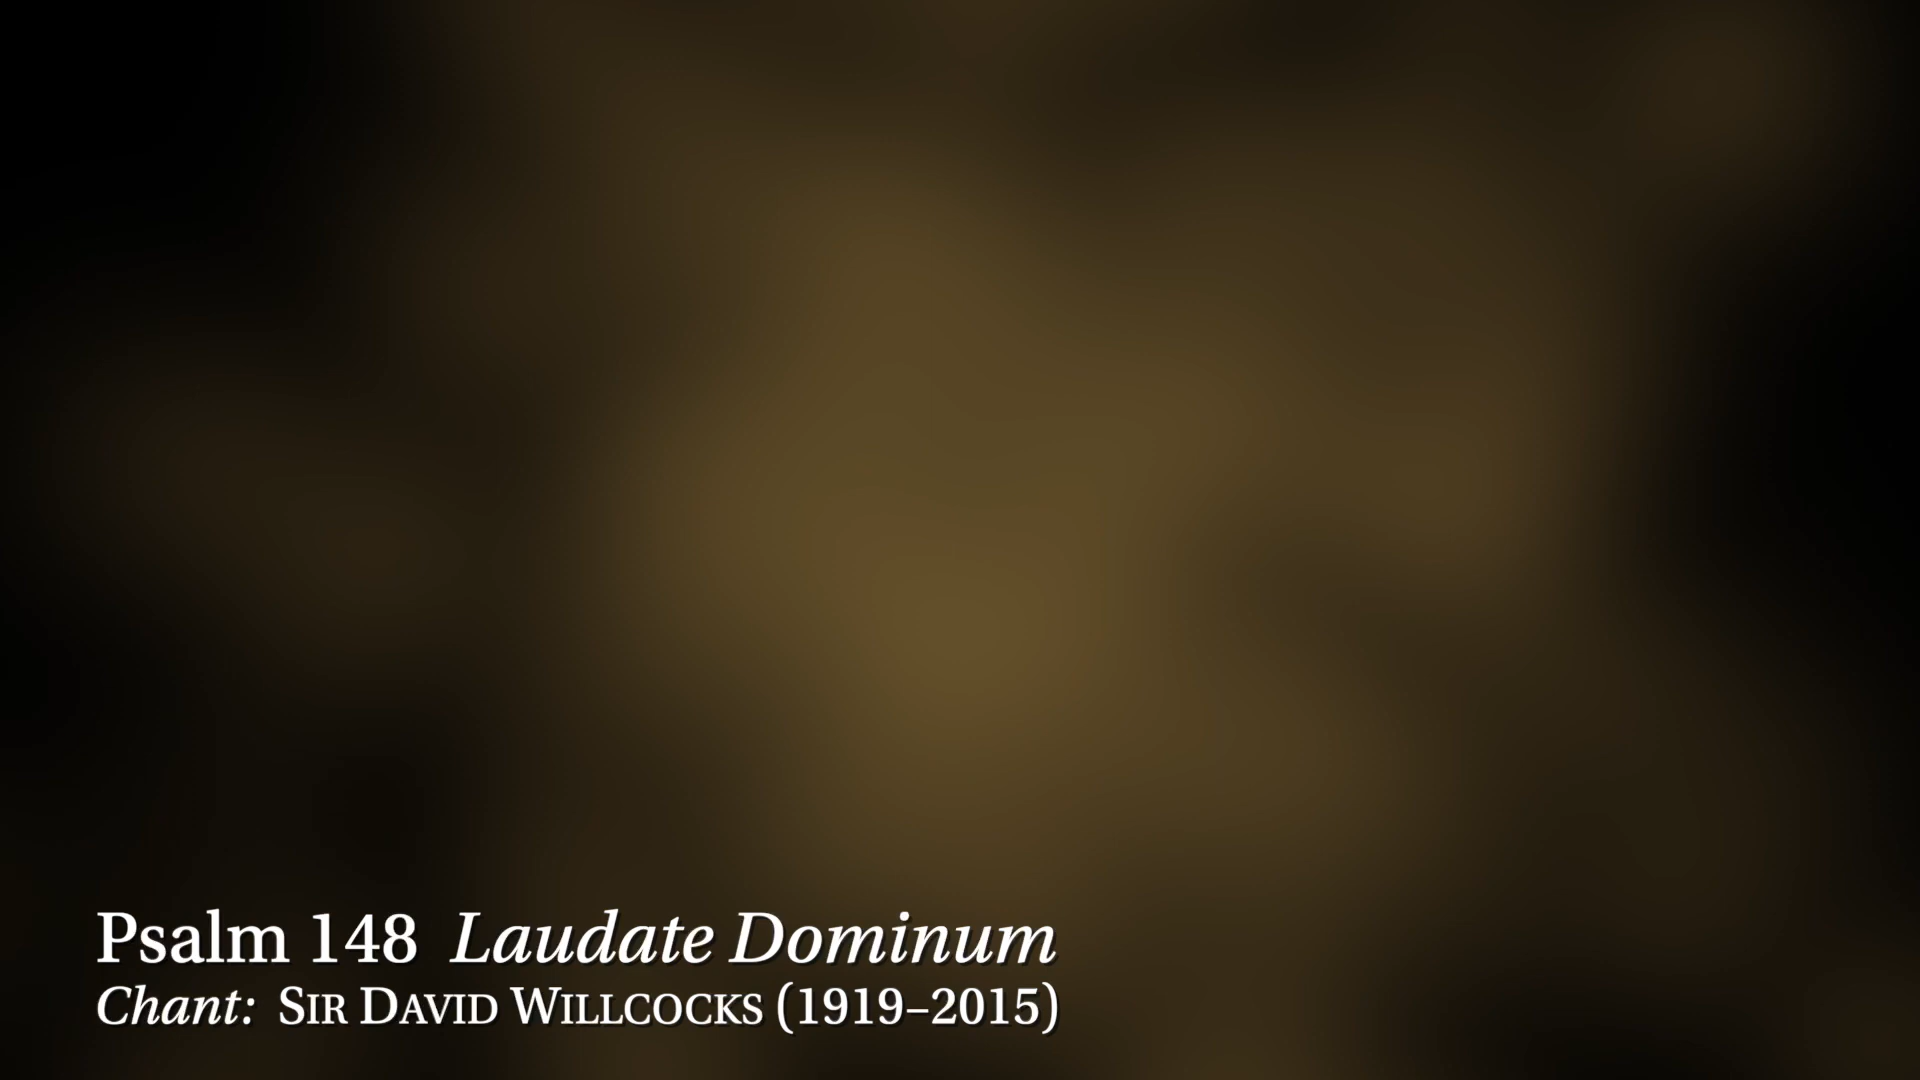 Psalm 148 Laudate Dominum
Chant: SIR DAVID WILLCOCKS (1919–2015)